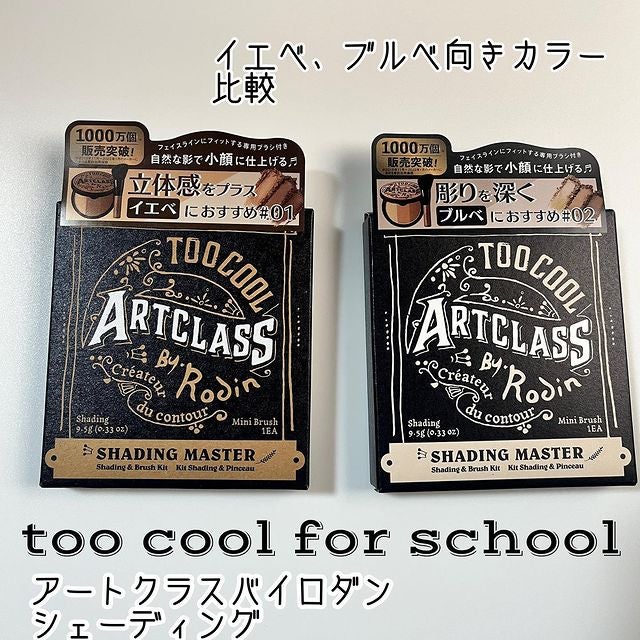 イエベ、ブルベ向きカラー
比較
1000万個
販売突破!
フェイスラインにフィットする専用ブラシ付き
自然な影で小顔に仕上げる♬
立体感をプラス
イエベにおすすめ#01
TOO COOL
ARTCLASS
By Rodin
Créateur
du contour
Shading
9.5g (0.33 oz)
Mini Brush
1EA
SHADING MASTER
Shading & Brush Kit Kit Shading & Pinceau
1000万個
販売突破!
フェイスラインにフィットする専用ブラシ付き
自然な影で小顔に仕上げる♬
彫りを深く
ブルベにおすすめ#02
TOO COOL
ARTCLASS
By Rodin
Créateur
du contour
Shading
9.5g (0.33 oz)
Mini Brush
1EA
SHADING MASTER
Shading & Brush Kit Kit Shading & Pinceau
too cool for school
アートクラスバイロダン
シェーディング